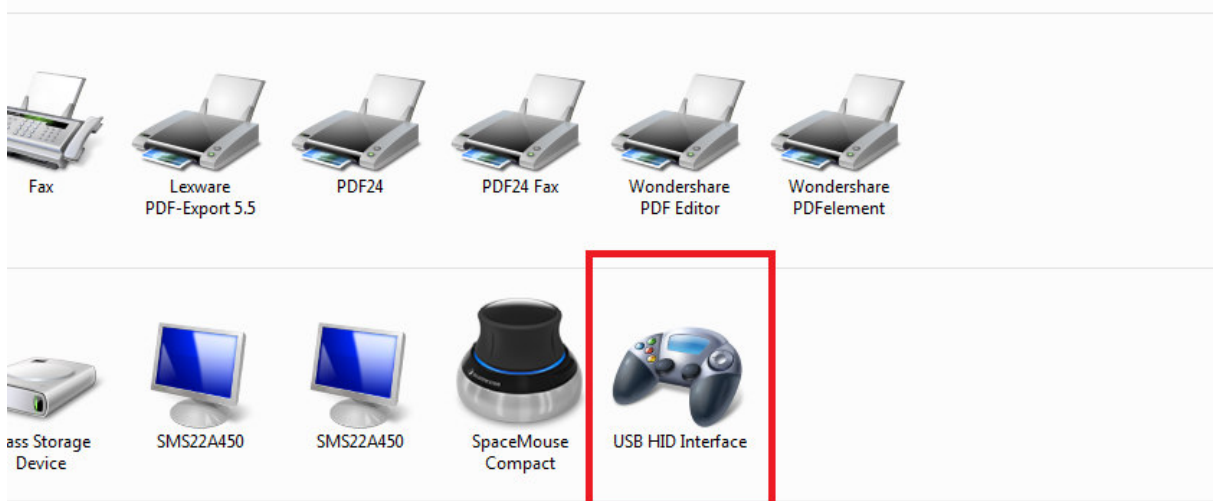 Fax
Lexware
PDF-Export 5.5
PDF24
PDF24 Fax
Wondershare
PDF Editor
Wondershare
PDFelement
ass Storage
Device
SMS22A450
SMS22A450
SpaceMouse
Compact
USB HID Interface